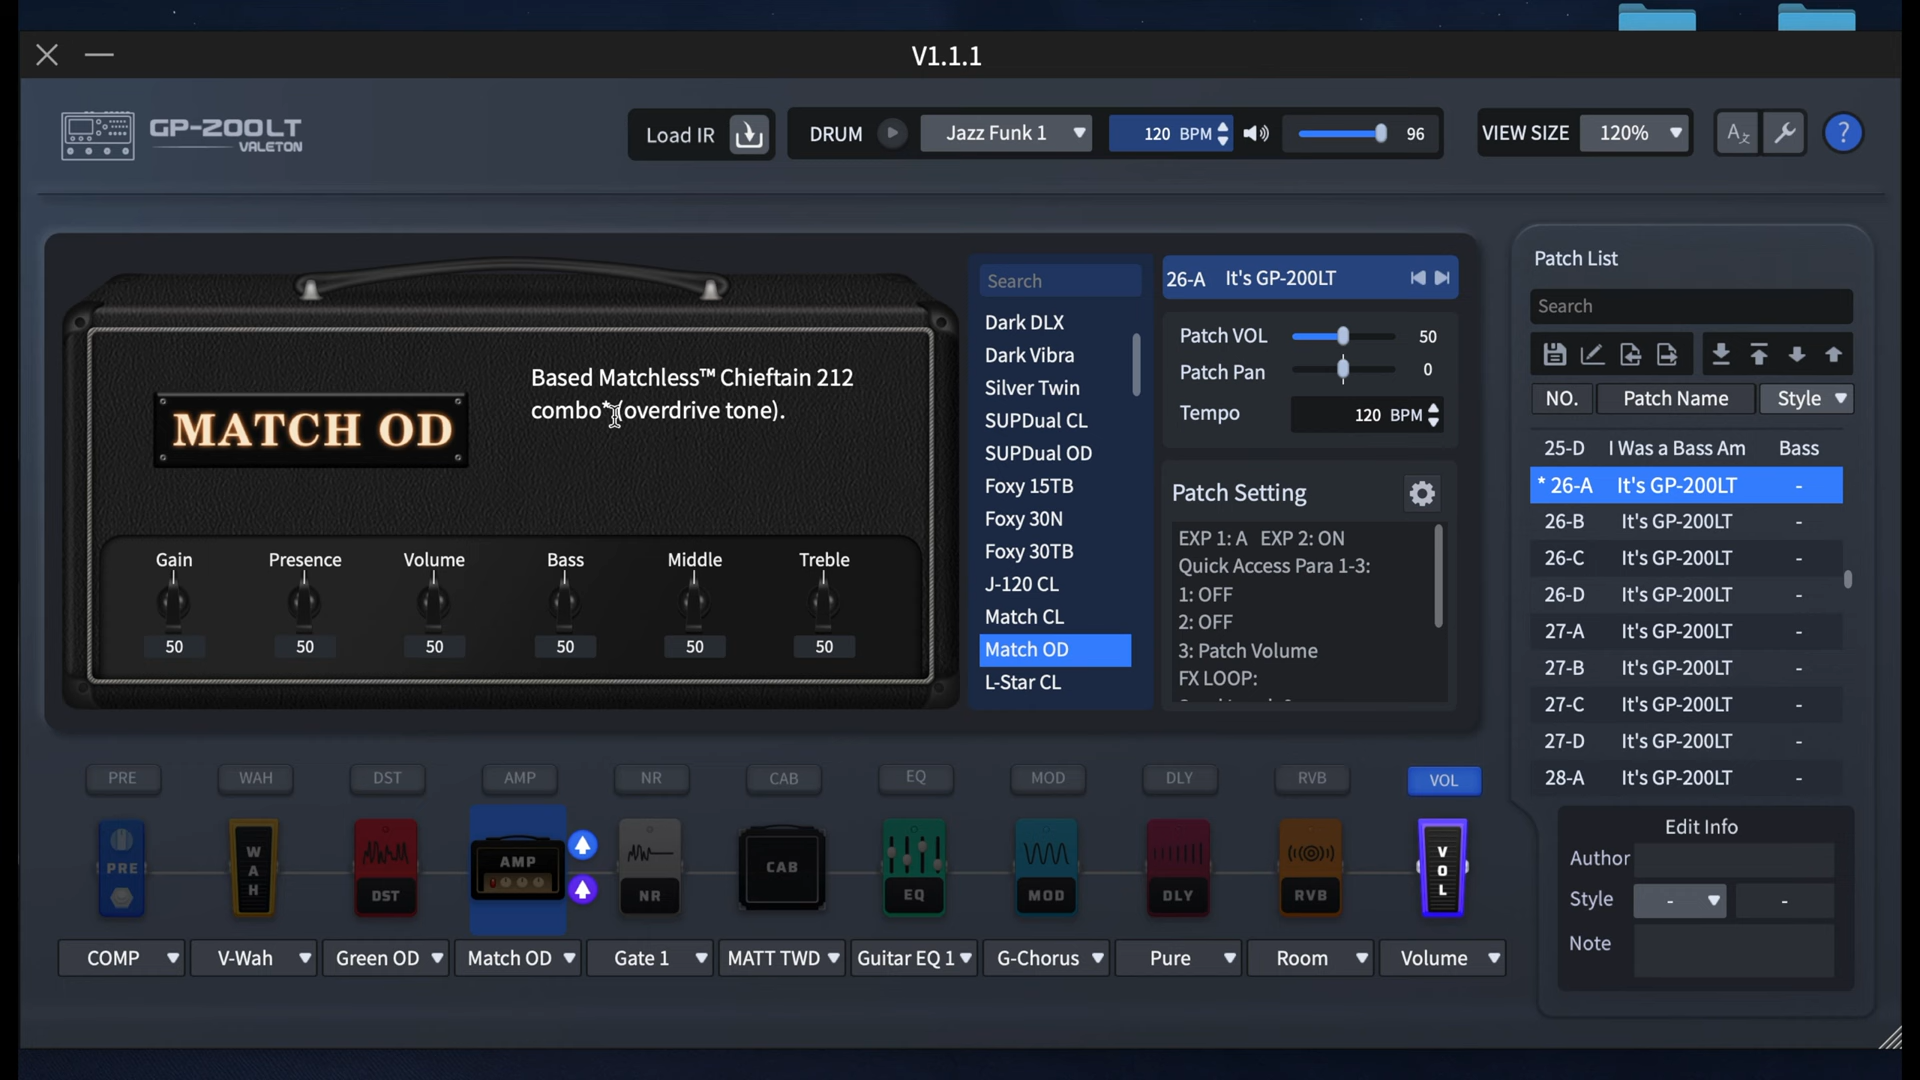 V1.1.1
GP-200LT
VALETON
Load IR
DRUM
Jazz Funk 1
120 BPM
96
VIEW SIZE
120%
Az
?
MATCH OD
Based Matchless™ Chieftain 212
combo* (overdrive tone).
Gain
Presence
Volume
Bass
Middle
Treble
50
50
50
50
50
50
Search
Dark DLX
Dark Vibra
Silver Twin
SUPDual CL
SUPDual OD
Foxy 15TB
Foxy 30N
Foxy 30TB
J-120 CL
Match CL
Match OD
L-Star CL
26-A It's GP-200LT
Patch VOL 50
Patch Pan 0
Tempo 120 BPM
Patch Setting
EXP 1: A EXP 2: ON
Quick Access Para 1-3:
1: OFF
2: OFF
3: Patch Volume
FX LOOP:
Patch List
Search
NO. Patch Name Style
25-D I Was a Bass Am Bass
* 26-A It's GP-200LT -
26-B It's GP-200LT -
26-C It's GP-200LT -
26-D It's GP-200LT -
27-A It's GP-200LT -
27-B It's GP-200LT -
27-C It's GP-200LT -
27-D It's GP-200LT -
28-A It's GP-200LT -
Edit Info
Author
Style - -
Note
PRE WAH DST AMP NR CAB EQ MOD DLY RVB VOL
PRE
WAH
DST
AMP
NR
CAB
EQ
MOD
DLY
RVB
VOL
COMP
V-Wah
Green OD
Match OD
Gate 1
MATT TWD
Guitar EQ 1
G-Chorus
Pure
Room
Volume